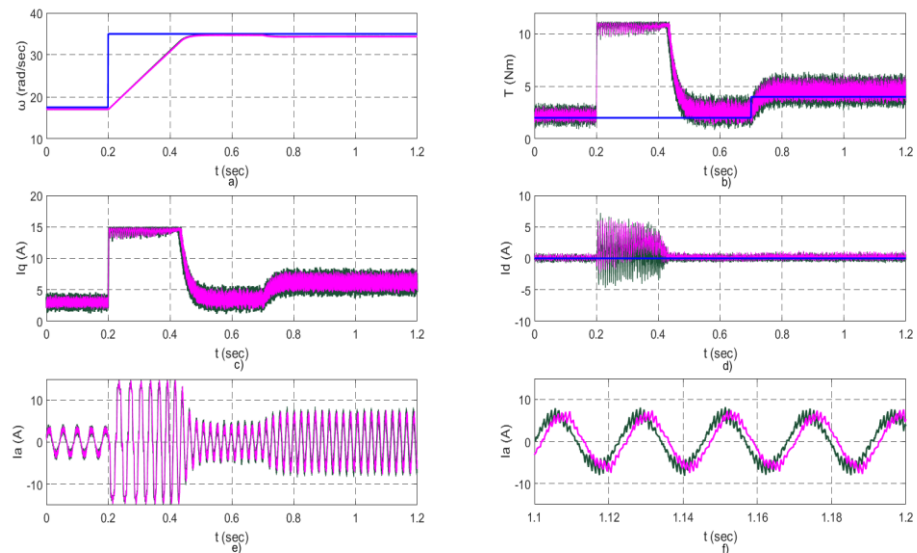 40
30
20
10
ω (rad/sec)
0 0.2 0.4 0.6 0.8 1 1.2
t (sec)
a)
10
5
0
T (Nm)
0 0.2 0.4 0.6 0.8 1 1.2
t (sec)
b)
20
15
10
5
0
Iq (A)
0 0.2 0.4 0.6 0.8 1 1.2
t (sec)
c)
10
5
0
-5
-10
Id (A)
0 0.2 0.4 0.6 0.8 1 1.2
t (sec)
d)
10
0
-10
Ia (A)
0 0.2 0.4 0.6 0.8 1 1.2
t (sec)
e)
10
0
-10
Ia (A)
1.1 1.12 1.14 1.16 1.18 1.2
t (sec)
f)